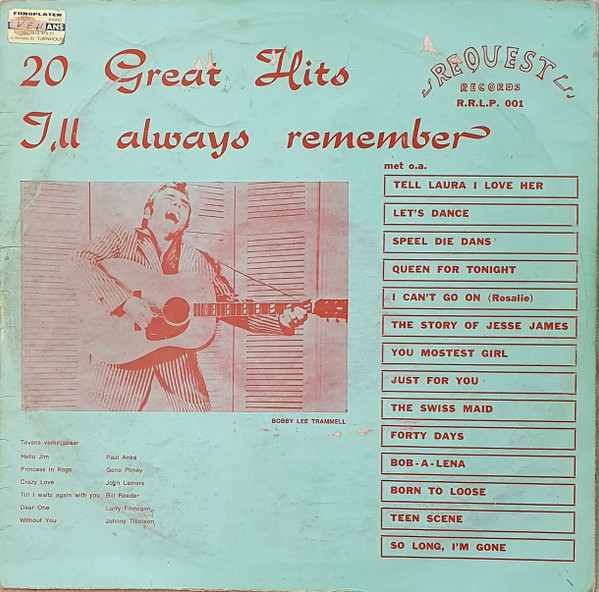 FONOPLATEN
RADIO
VEHANS
TURNHOUT
20 Great Hits
I,ll always remember
REQUEST
RECORDS
R.R.L.P. 001
met o.a.
TELL LAURA I LOVE HER
LET'S DANCE
SPEEL DIE DANS
QUEEN FOR TONIGHT
I CAN'T GO ON (Rosalie)
THE STORY OF JESSE JAMES
YOU MOSTEST GIRL
JUST FOR YOU
THE SWISS MAID
FORTY DAYS
BOB-A-LENA
BORN TO LOOSE
TEEN SCENE
SO LONG, I'M GONE
BOBBY LEE TRAMMELL
Tevens verkrijgbaar
Hello Jim Paul Anka
Princess in Rags Gene Pitney
Crazy Love John Lamers
Till I waltz again with you Bill Reeder
Dear One Larry Finnegan
Without You Johnny Tillotson